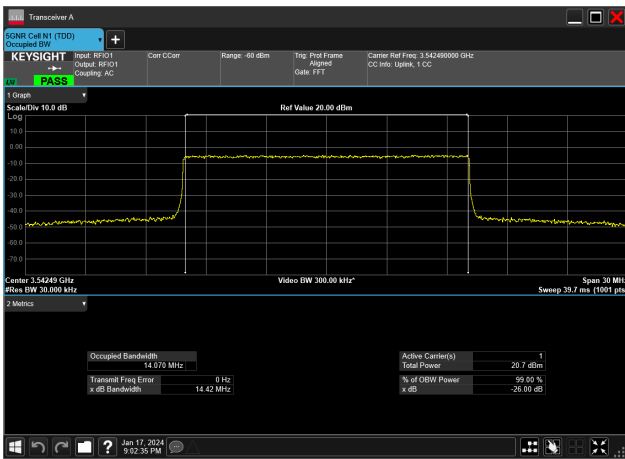 Transceiver A
5GNR Cell N1 (TDD)
Occupied BW
KEYSIGHT
PASS
Input: RFIO1
Output: RFIO1
Coupling: AC
Corr CCorr
Range: -60 dBm
Trig: Prot Frame
Aligned
Gate: FFT
Carrier Ref Freq: 3.542490000 GHz
CC Info: Uplink, 1 CC
1 Graph
Scale/Div 10.0 dB
Ref Value 20.00 dBm
Log
10.0
0.00
-10.0
-20.0
-30.0
-40.0
-50.0
-60.0
-70.0
Center 3.54249 GHz
Video BW 300.00 kHz*
Span 30 MHz
#Res BW 30.000 kHz
Sweep 39.7 ms (1001 pts
2 Metrics
Occupied Bandwidth
14.070 MHz
Active Carrier(s) 1
Total Power 20.7 dBm
Transmit Freq Error 0 Hz
x dB Bandwidth 14.42 MHz
% of OBW Power 99.00 %
x dB -26.00 dB
?
Jan 17, 2024
9:02:35 PM